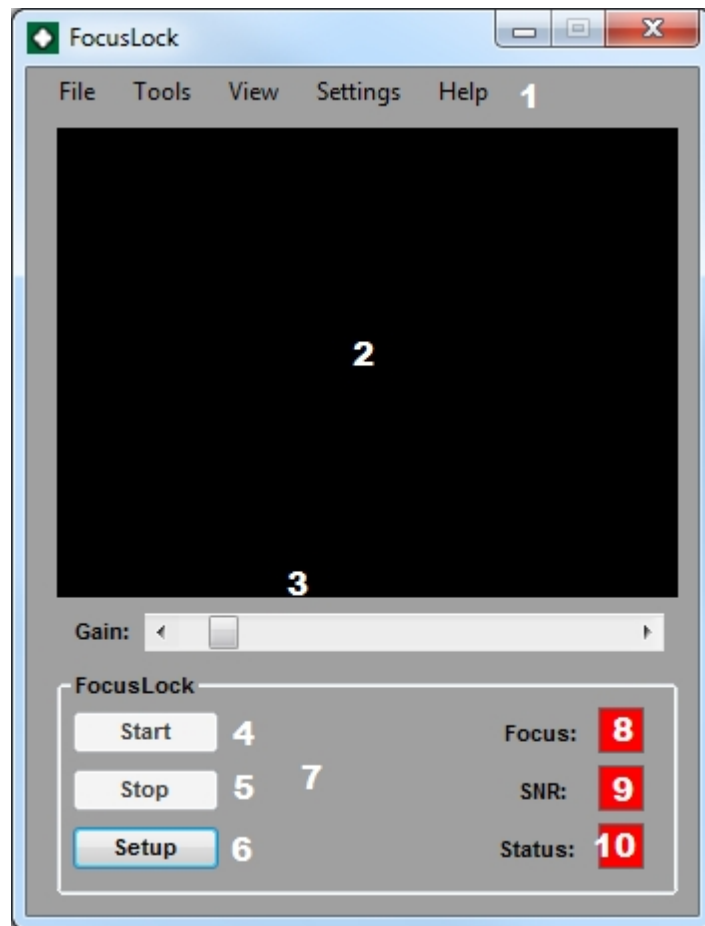 FocusLock
File Tools View Settings Help 1
2
3
Gain:
FocusLock
Start 4 Focus: 8
Stop 5 7 SNR: 9
Setup 6 Status: 10